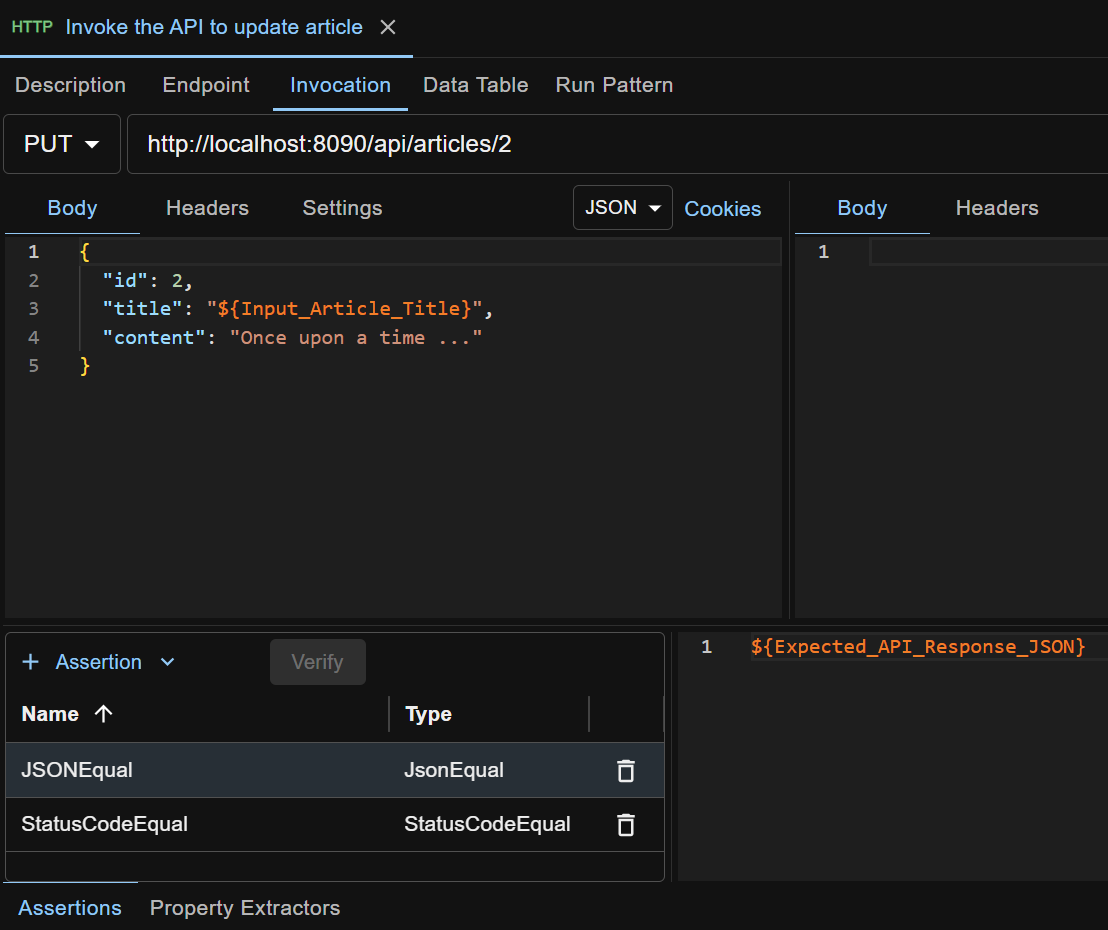 HTTP Invoke the API to update article
Description Endpoint Invocation Data Table Run Pattern
PUT http://localhost:8090/api/articles/2
Body Headers Settings JSON Cookies Body Headers
1 { 1
2 "id": 2,
3 "title": "${Input_Article_Title}",
4 "content": "Once upon a time ..."
5 }
+ Assertion Verify 1 ${Expected_API_Response_JSON}
Name Type
JSONEqual JsonEqual
StatusCodeEqual StatusCodeEqual
Assertions Property Extractors